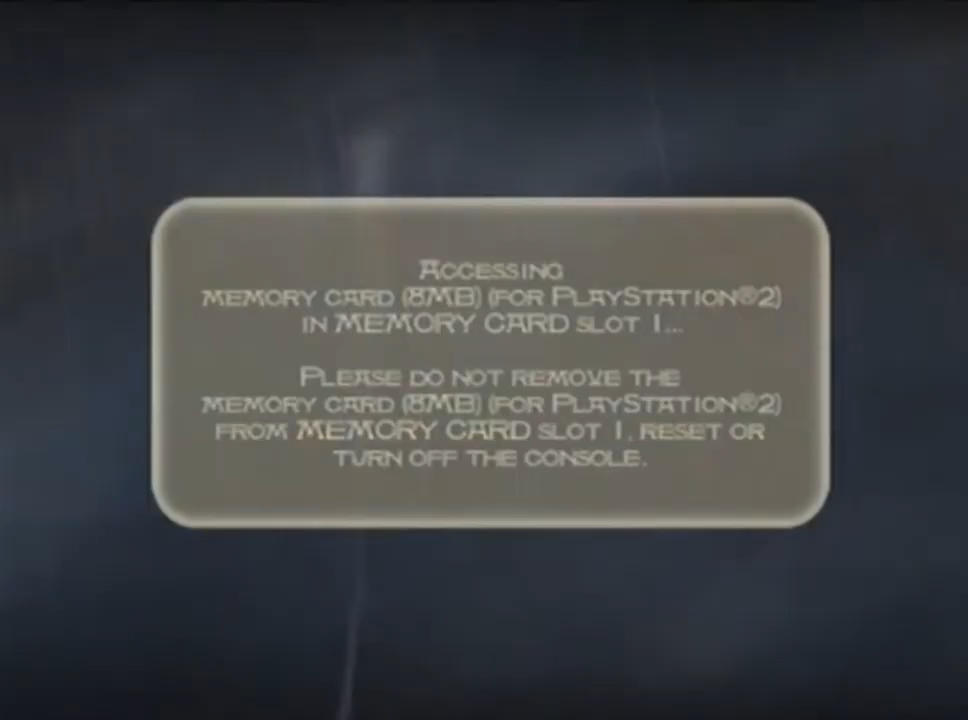 Accessing
memory card (8MB) (for PlayStation®2)
in MEMORY CARD slot 1...
Please do not remove the
memory card (8MB) (for PlayStation®2)
from MEMORY CARD slot 1, reset or
turn off the console.